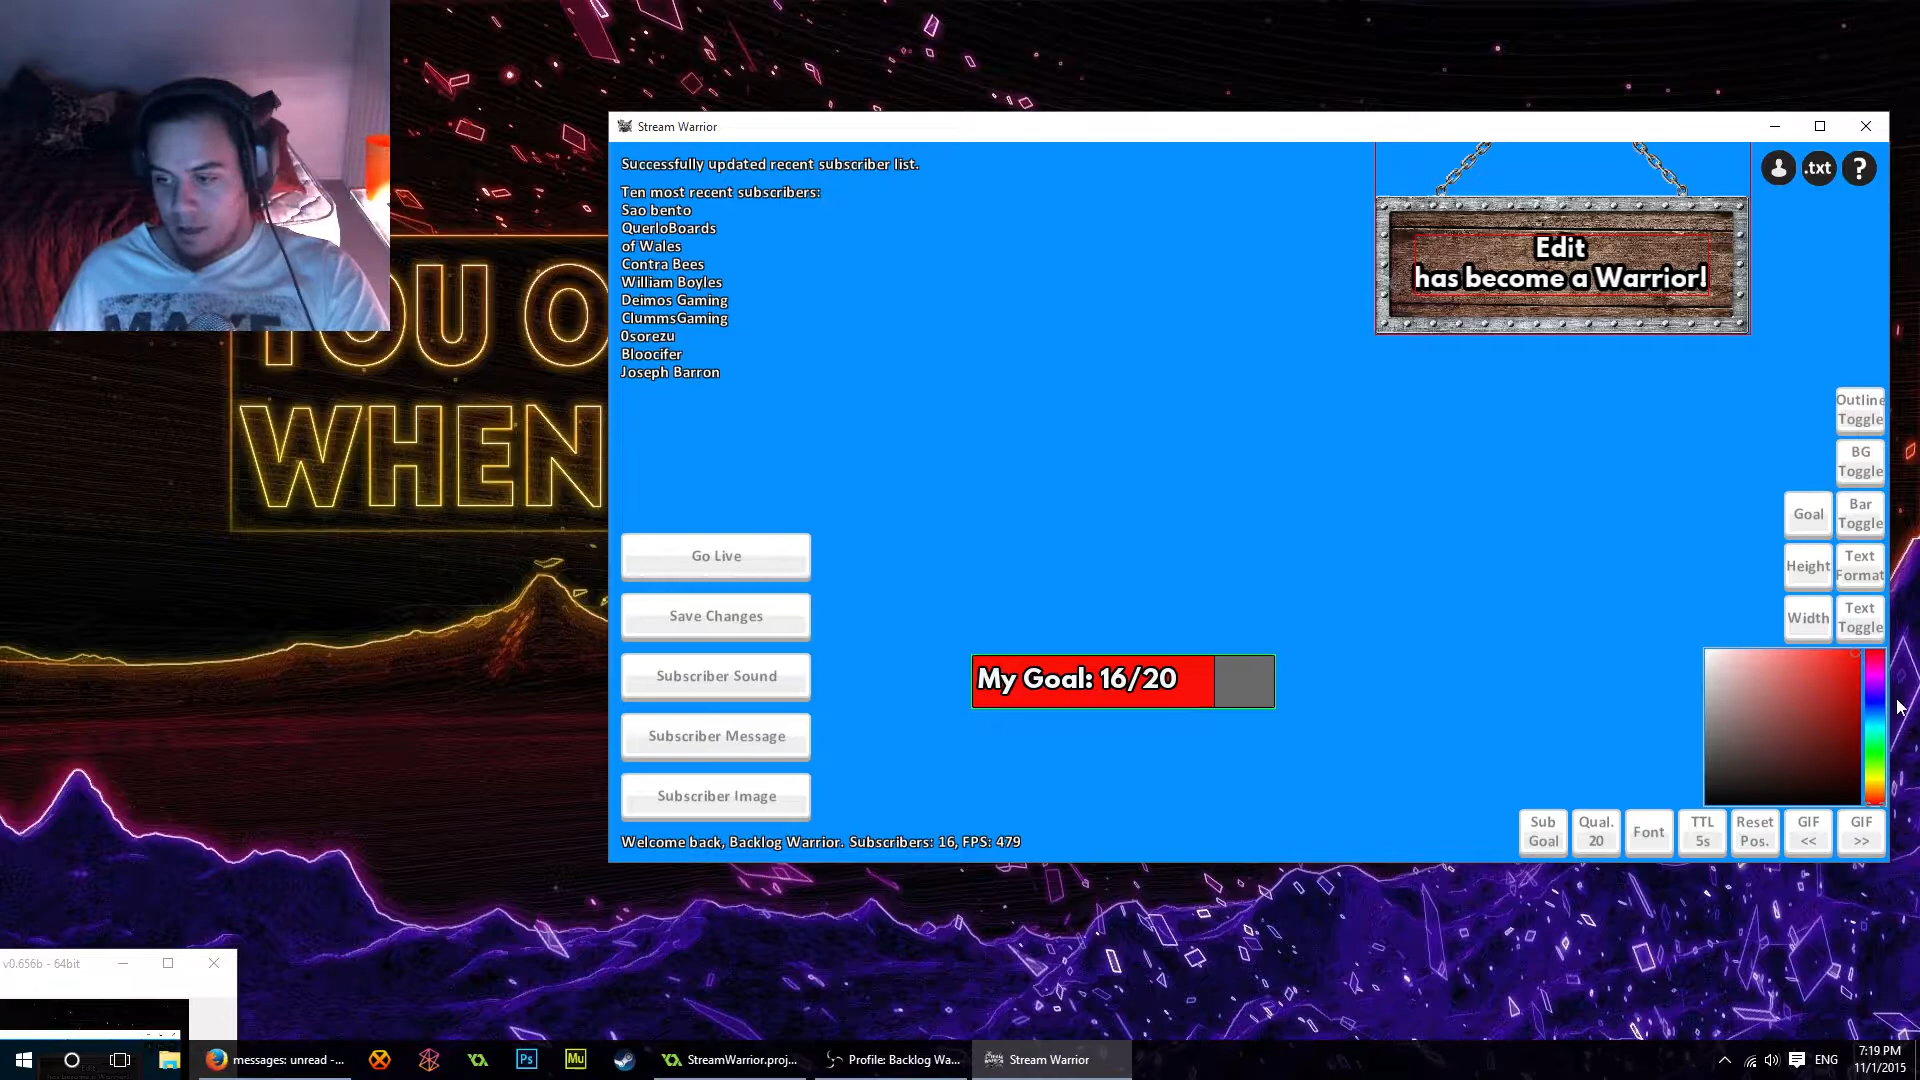 YOU O
WHEN
MAKE
Stream Warrior
Successfully updated recent subscriber list.
Ten most recent subscribers:
Sao bento
QuerloBoards
of Wales
Contra Bees
William Boyles
Deimos Gaming
ClummsGaming
0sorezu
Bloocifer
Joseph Barron
.txt
?
Edit
has become a Warrior!
Outline
Toggle
BG
Toggle
Goal
Bar
Toggle
Height
Text
Format
Width
Text
Toggle
Go Live
Save Changes
Subscriber Sound
Subscriber Message
Subscriber Image
My Goal: 16/20
Welcome back, Backlog Warrior. Subscribers: 16, FPS: 479
Sub
Goal
Qual.
20
Font
TTL
5s
Reset
Pos.
GIF
<<
GIF
>>
v0.656b - 64bit
messages: unread -...
Ps
Mu
StreamWarrior.proj...
Profile: Backlog Wa...
Stream Warrior
ENG
7:19 PM
11/1/2015